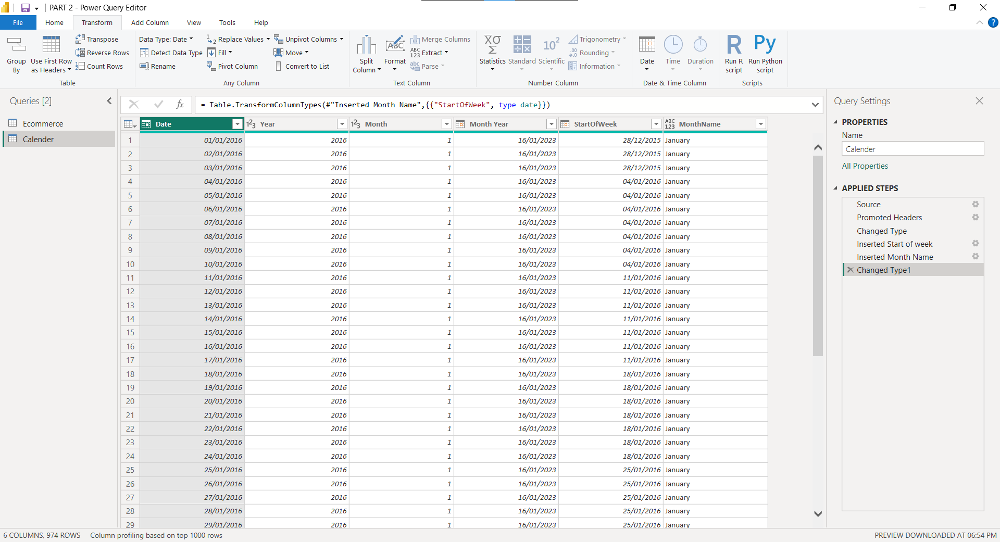 PART 2 - Power Query Editor
File Home Transform Add Column View Tools Help
Group By
Use First Row as Headers
Transpose
Reverse Rows
Count Rows
Table
Data Type: Date
Detect Data Type
Rename
Replace Values
Fill
Pivot Column
Unpivot Columns
Move
Convert to List
Any Column
Split Column
Format
Merge Columns
Extract
Parse
Text Column
Statistics
Standard
Scientific
Trigonometry
Rounding
Information
Number Column
Date
Time
Duration
Date & Time Column
Run R script
Run Python script
Scripts
Queries [2]
Ecommerce
Calender
= Table.TransformColumnTypes(#"Inserted Month Name",{{"StartOfWeek", type date}})
Date Year Month Month Year StartOfWeek MonthName
1 01/01/2016 2016 1 16/01/2023 28/12/2015 January
2 02/01/2016 2016 1 16/01/2023 28/12/2015 January
3 03/01/2016 2016 1 16/01/2023 28/12/2015 January
4 04/01/2016 2016 1 16/01/2023 04/01/2016 January
5 05/01/2016 2016 1 16/01/2023 04/01/2016 January
6 06/01/2016 2016 1 16/01/2023 04/01/2016 January
7 07/01/2016 2016 1 16/01/2023 04/01/2016 January
8 08/01/2016 2016 1 16/01/2023 04/01/2016 January
9 09/01/2016 2016 1 16/01/2023 04/01/2016 January
10 10/01/2016 2016 1 16/01/2023 04/01/2016 January
11 11/01/2016 2016 1 16/01/2023 11/01/2016 January
12 12/01/2016 2016 1 16/01/2023 11/01/2016 January
13 13/01/2016 2016 1 16/01/2023 11/01/2016 January
14 14/01/2016 2016 1 16/01/2023 11/01/2016 January
15 15/01/2016 2016 1 16/01/2023 11/01/2016 January
16 16/01/2016 2016 1 16/01/2023 11/01/2016 January
17 17/01/2016 2016 1 16/01/2023 11/01/2016 January
18 18/01/2016 2016 1 16/01/2023 18/01/2016 January
19 19/01/2016 2016 1 16/01/2023 18/01/2016 January
20 20/01/2016 2016 1 16/01/2023 18/01/2016 January
21 21/01/2016 2016 1 16/01/2023 18/01/2016 January
22 22/01/2016 2016 1 16/01/2023 18/01/2016 January
23 23/01/2016 2016 1 16/01/2023 18/01/2016 January
24 24/01/2016 2016 1 16/01/2023 18/01/2016 January
25 25/01/2016 2016 1 16/01/2023 25/01/2016 January
26 26/01/2016 2016 1 16/01/2023 25/01/2016 January
27 27/01/2016 2016 1 16/01/2023 25/01/2016 January
28 28/01/2016 2016 1 16/01/2023 25/01/2016 January
29 29/01/2016 2016 1 16/01/2023 25/01/2016 January
Query Settings
PROPERTIES
Name
Calender
All Properties
APPLIED STEPS
Source
Promoted Headers
Changed Type
Inserted Start of week
Inserted Month Name
Changed Type1
6 COLUMNS, 974 ROWS Column profiling based on top 1000 rows
PREVIEW DOWNLOADED AT 06:54 PM